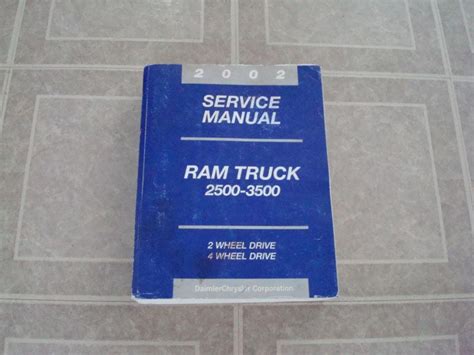 2002
SERVICE
MANUAL
RAM TRUCK
2500-3500
2 WHEEL DRIVE
4 WHEEL DRIVE
DaimlerChrysler Corporation